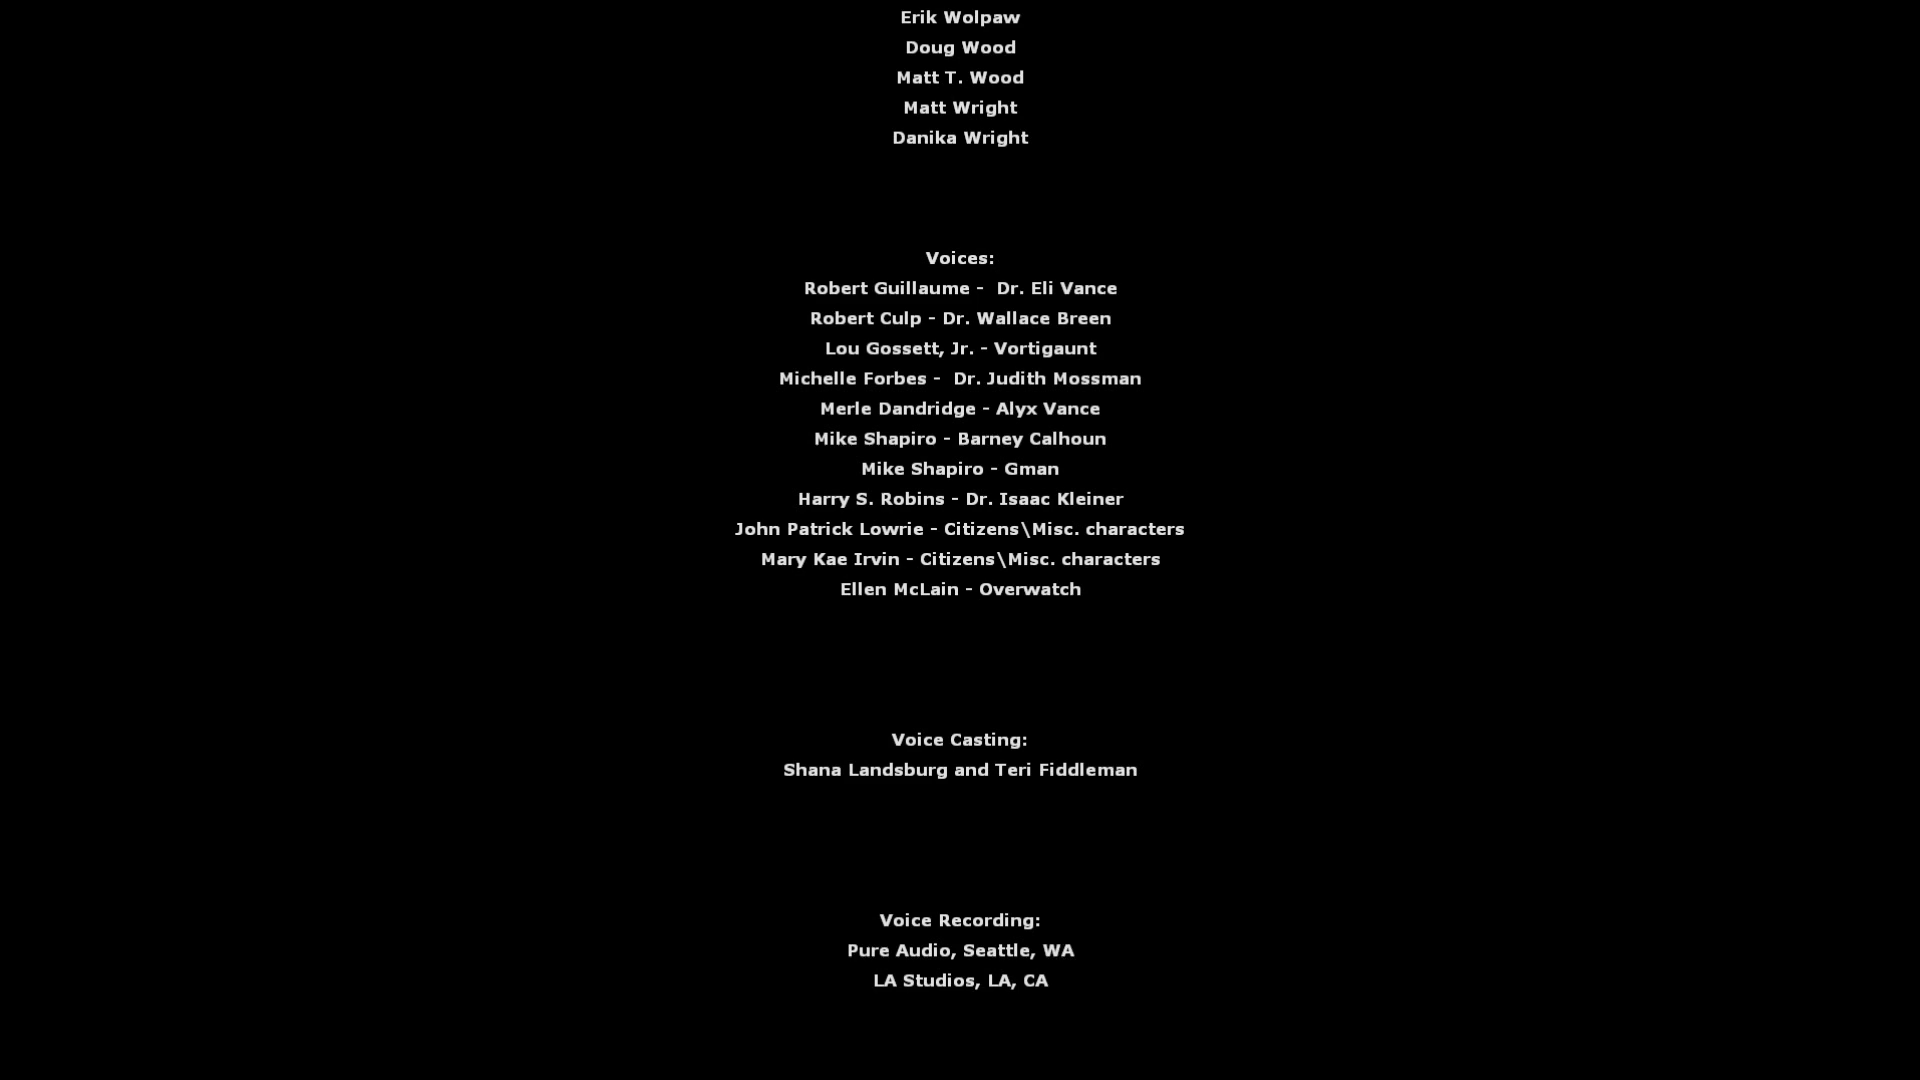 Erik Wolpaw
Doug Wood
Matt T. Wood
Matt Wright
Danika Wright
Voices:
Robert Guillaume -  Dr. Eli Vance
Robert Culp - Dr. Wallace Breen
Lou Gossett, Jr. - Vortigaunt
Michelle Forbes -  Dr. Judith Mossman
Merle Dandridge - Alyx Vance
Mike Shapiro - Barney Calhoun
Mike Shapiro - Gman
Harry S. Robins - Dr. Isaac Kleiner
John Patrick Lowrie - Citizens\Misc. characters
Mary Kae Irvin - Citizens\Misc. characters
Ellen McLain - Overwatch
Voice Casting:
Shana Landsburg and Teri Fiddleman
Voice Recording:
Pure Audio, Seattle, WA
LA Studios, LA, CA